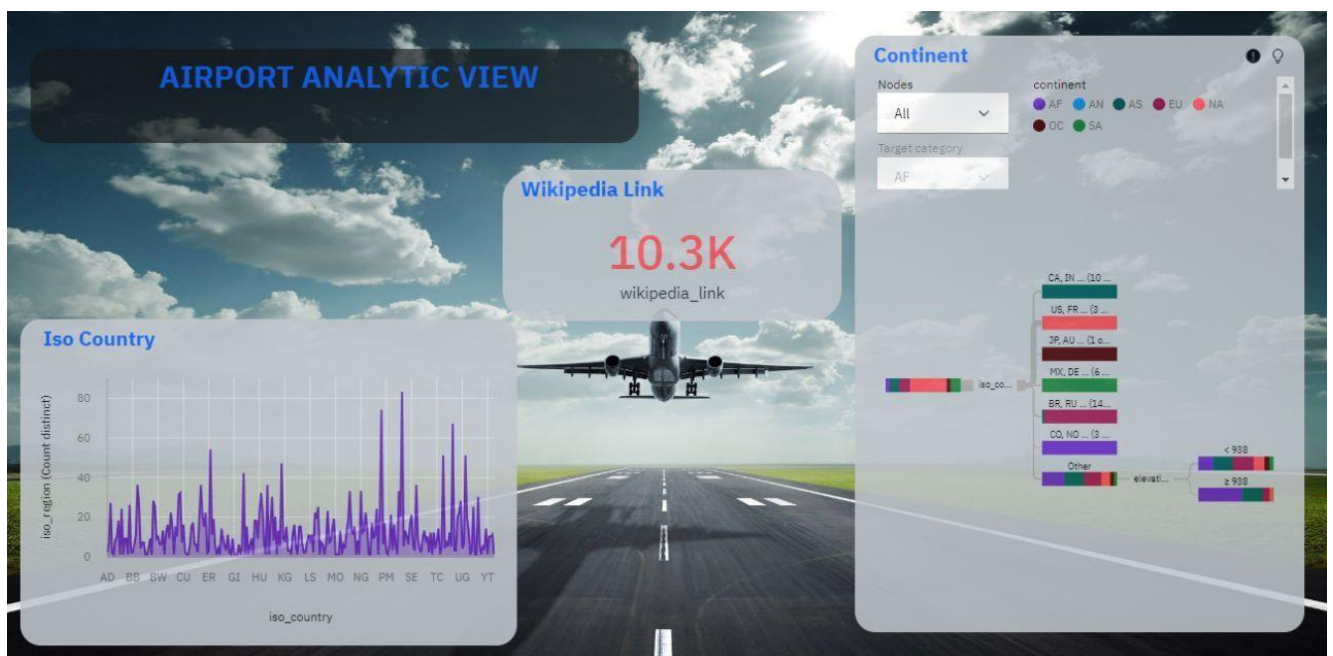 AIRPORT ANALYTIC VIEW
Wikipedia Link
10.3K
wikipedia_link
Iso Country
iso_region (Count distinct)
80
60
40
20
0
AD BB BW CU ER GI HU KG LS MO NG PM SE TC UG YT
iso_country
Continent
Nodes
All
Target category
AF
continent
AF AN AS EU NA
OC SA
CA, IN ... (10 ...
US, FR ... (3 ...
JP, AU ... (1 o...
MX, DE ... (6 ...
BR, RU ... (14...
CO, NO ... (3 ...
Other
iso_co...
elevati...
< 938
≥ 938